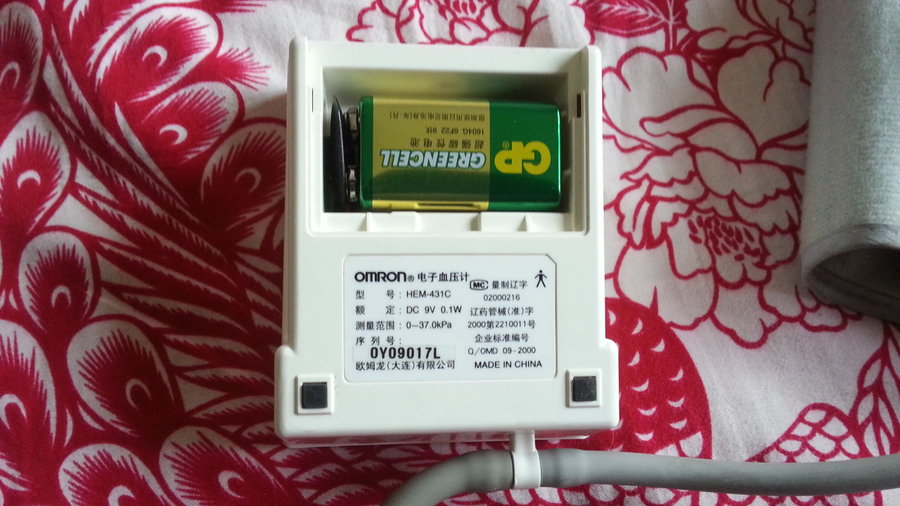 GP®
GREENCELL
超强碳性电池
1604G 6F22 9伏
OMRON® 电子血压计
MC 量制辽字
02000216
型 号: HEM-431C
额 定: DC 9V 0.1W
测量范围: 0~37.0kPa
序列号:
0Y09017L
欧姆龙(大连)有限公司
辽药管械(准)字
2000第2210011号
企业标准编号
Q/OMD 09-2000
MADE IN CHINA